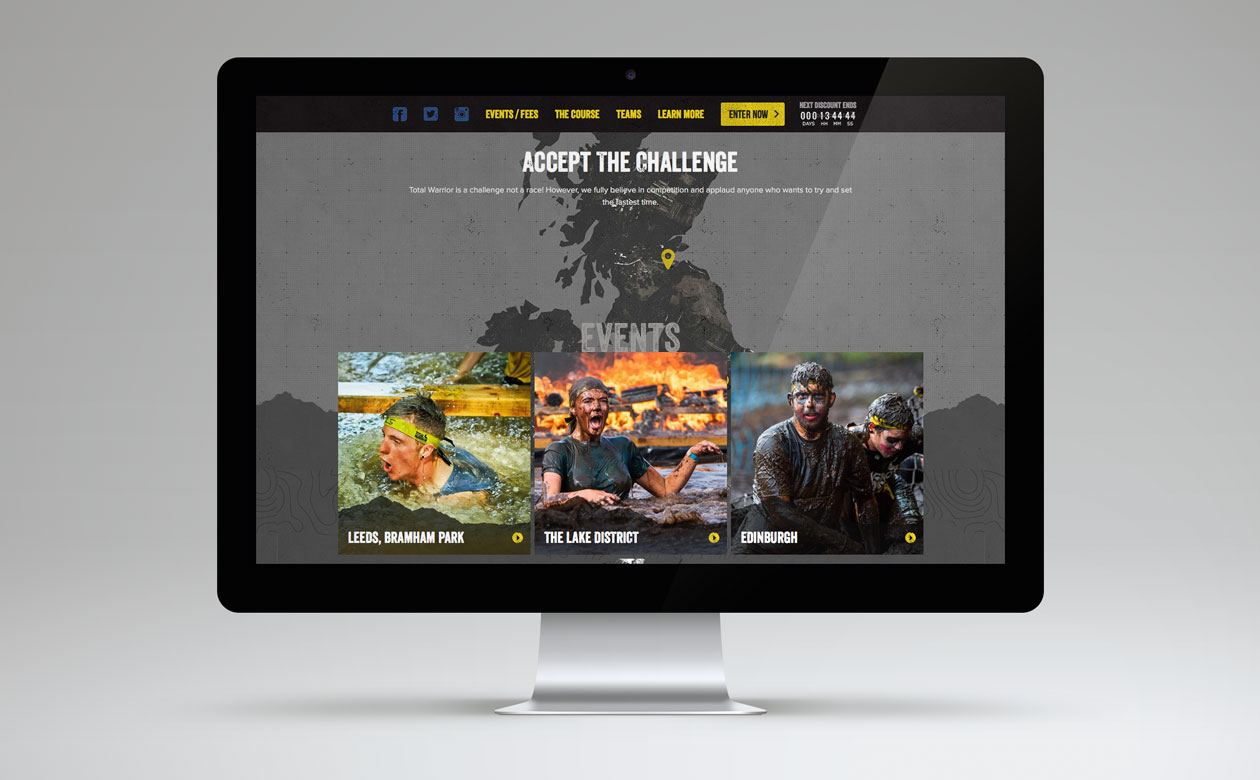 EVENTS / FEES THE COURSE TEAMS LEARN MORE ENTER NOW
NEXT DISCOUNT ENDS
000 13 44 44
DAYS HH MM SS
ACCEPT THE CHALLENGE
Total Warrior is a challenge not a race! However, we fully believe in competition and applaud anyone who wants to try and set
the fastest time.
EVENTS
LEEDS, BRAMHAM PARK
THE LAKE DISTRICT
EDINBURGH